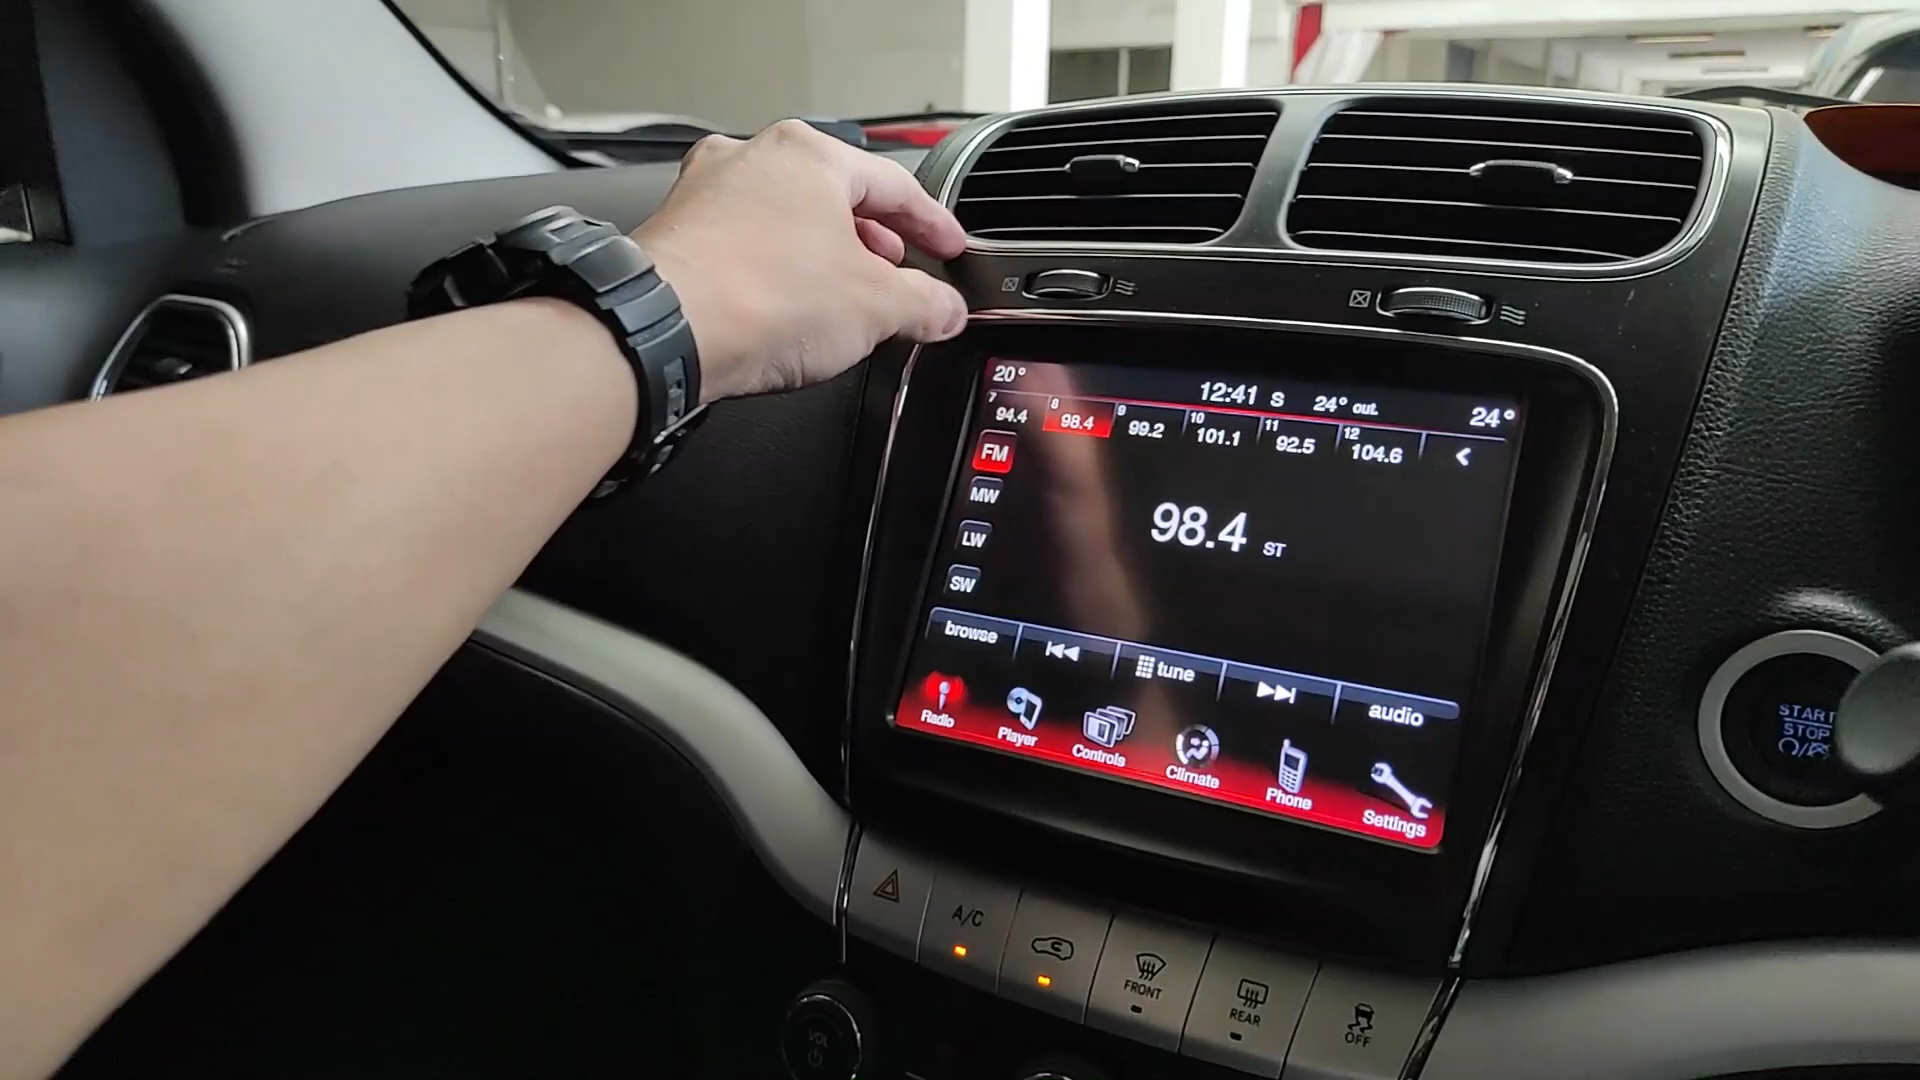 20° 12:41 S 24° out. 24°
7 94.4 8 98.4 9 99.2 10 101.1 11 92.5 12 104.6
FM
MW
LW
SW
98.4 ST
browse tune audio
Radio Player Controls Climate Phone Settings
START
STOP
A/C
FRONT
REAR
OFF
VOL